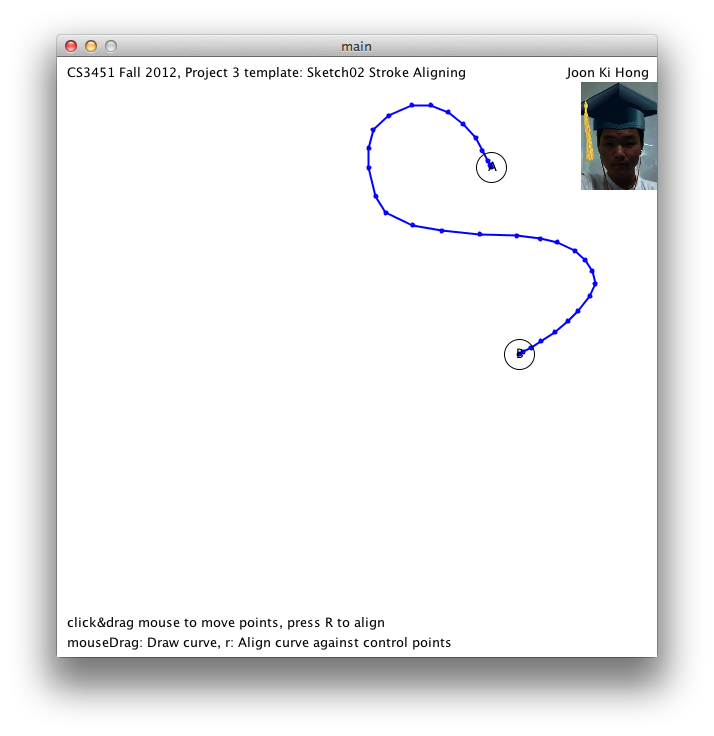 main
CS3451 Fall 2012, Project 3 template: Sketch02 Stroke Aligning
Joon Ki Hong
A
B
click&drag mouse to move points, press R to align
mouseDrag: Draw curve, r: Align curve against control points